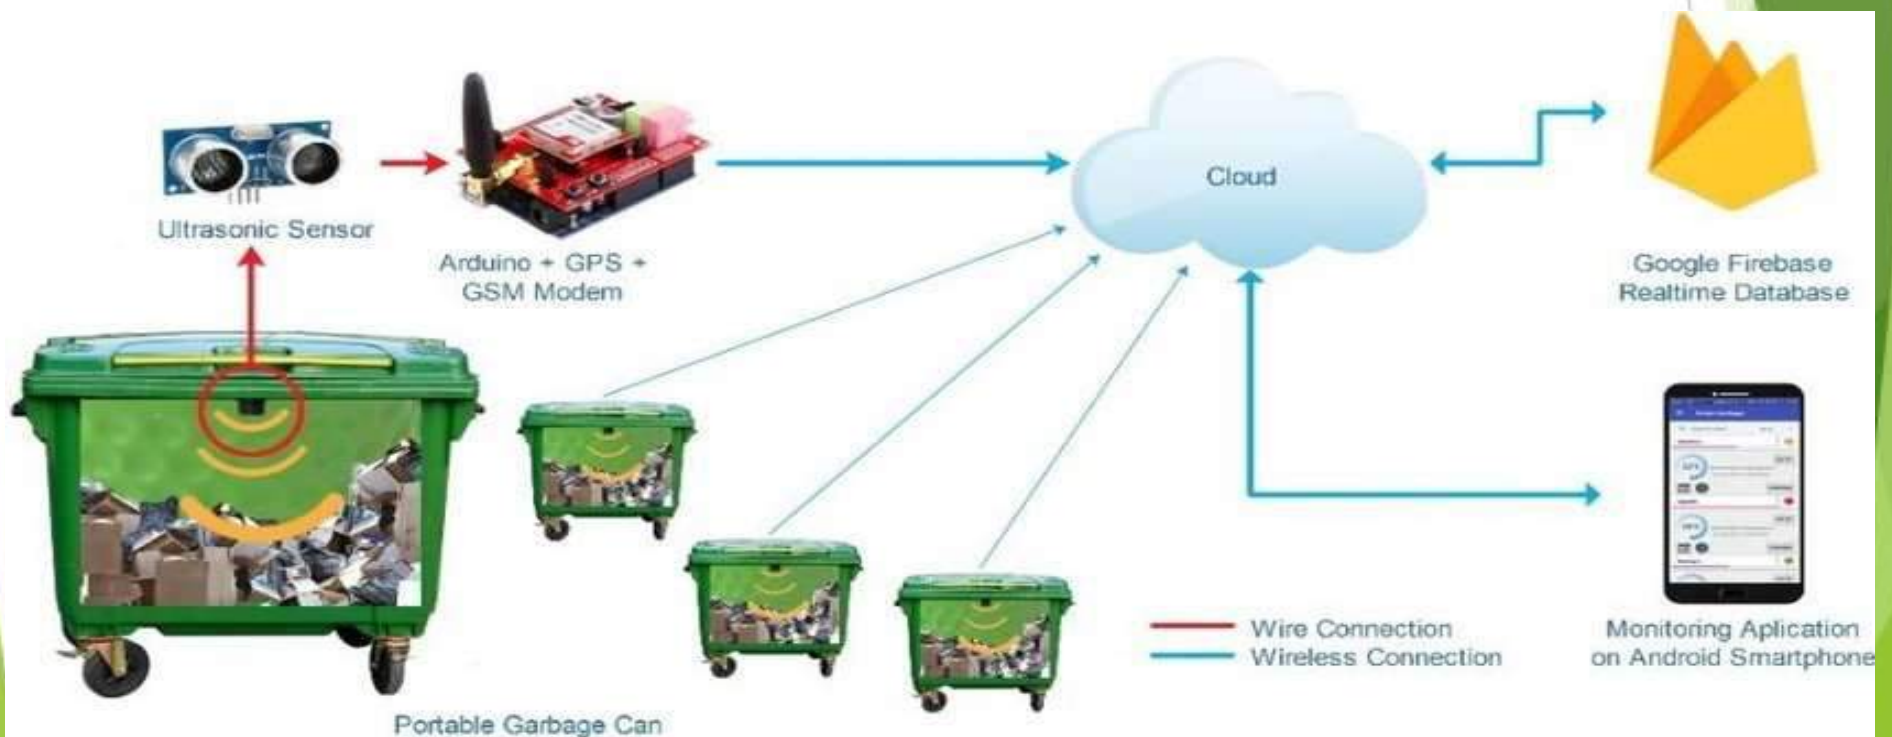 Cloud
Ultrasonic Sensor
Arduino + GPS +
GSM Modem
Google Firebase
Realtime Database
Wire Connection
Wireless Connection
Monitoring Aplication
on Android Smartphone
Portable Garbage Can